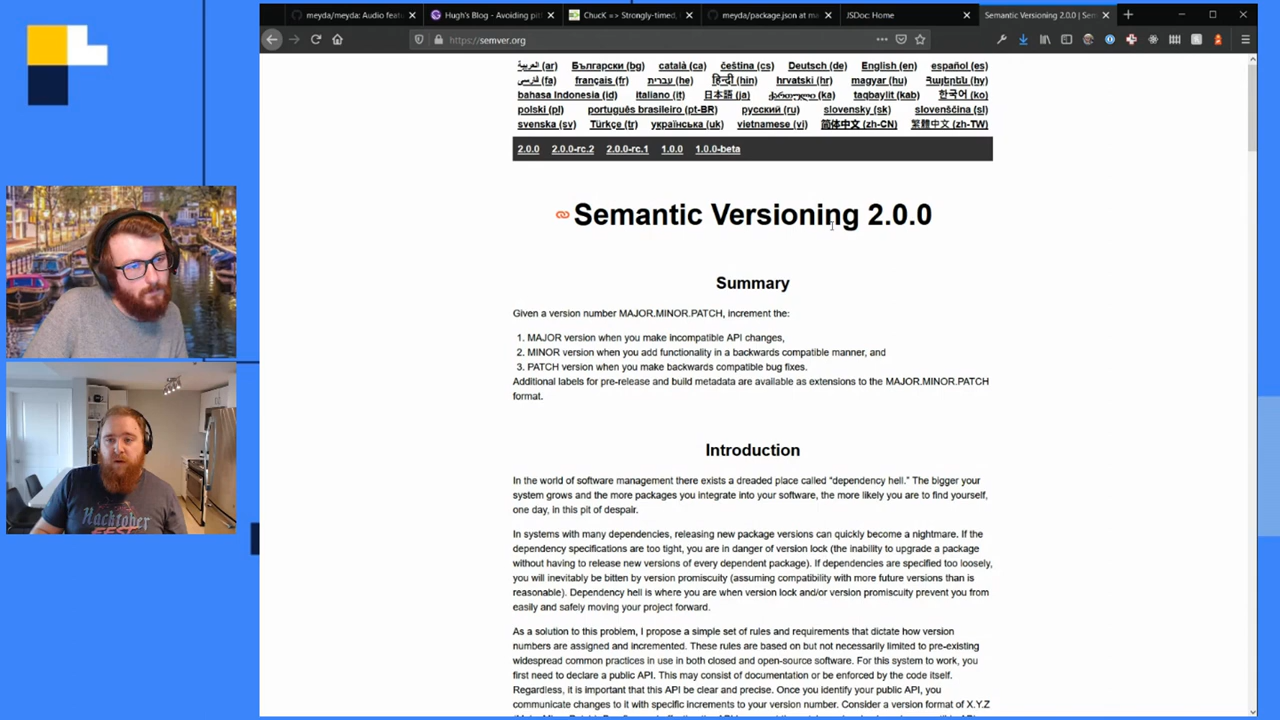 meyda/meyda: Audio featu
Hugh's Blog - Avoiding pit
ChucK => Strongly-timed,
meyda/package.json at ma
JSDoc: Home
Semantic Versioning 2.0.0 | Sem
https://semver.org
العربية (ar) Български (bg) català (ca) čeština (cs) Deutsch (de) English (en) español (es)
فارسی (fa) français (fr) עברית (he) हिन्दी (hin) hrvatski (hr) magyar (hu) Հայերեն (hy)
bahasa Indonesia (id) italiano (it) 日本語 (ja) ქართული (ka) taqbaylit (kab) 한국어 (ko)
polski (pl) português brasileiro (pt-BR) pусский (ru) slovensky (sk) slovenščina (sl)
svenska (sv) Türkçe (tr) українська (uk) vietnamese (vi) 简体中文 (zh-CN) 繁體中文 (zh-TW)
2.0.0 2.0.0-rc.2 2.0.0-rc.1 1.0.0 1.0.0-beta
Semantic Versioning 2.0.0
Summary
Given a version number MAJOR.MINOR.PATCH, increment the:
1. MAJOR version when you make incompatible API changes,
2. MINOR version when you add functionality in a backwards compatible manner, and
3. PATCH version when you make backwards compatible bug fixes.
Additional labels for pre-release and build metadata are available as extensions to the MAJOR.MINOR.PATCH
format.
Introduction
In the world of software management there exists a dreaded place called “dependency hell.” The bigger your
system grows and the more packages you integrate into your software, the more likely you are to find yourself,
one day, in this pit of despair.
In systems with many dependencies, releasing new package versions can quickly become a nightmare. If the
dependency specifications are too tight, you are in danger of version lock (the inability to upgrade a package
without having to release new versions of every dependent package). If dependencies are specified too loosely,
you will inevitably be bitten by version promiscuity (assuming compatibility with more future versions than is
reasonable). Dependency hell is where you are when version lock and/or version promiscuity prevent you from
easily and safely moving your project forward.
As a solution to this problem, I propose a simple set of rules and requirements that dictate how version
numbers are assigned and incremented. These rules are based on but not necessarily limited to pre-existing
widespread common practices in use in both closed and open-source software. For this system to work, you
first need to declare a public API. This may consist of documentation or be enforced by the code itself.
Regardless, it is important that this API be clear and precise. Once you identify your public API, you
communicate changes to it with specific increments to your version number. Consider a version format of X.Y.Z
Hacktober
FEST